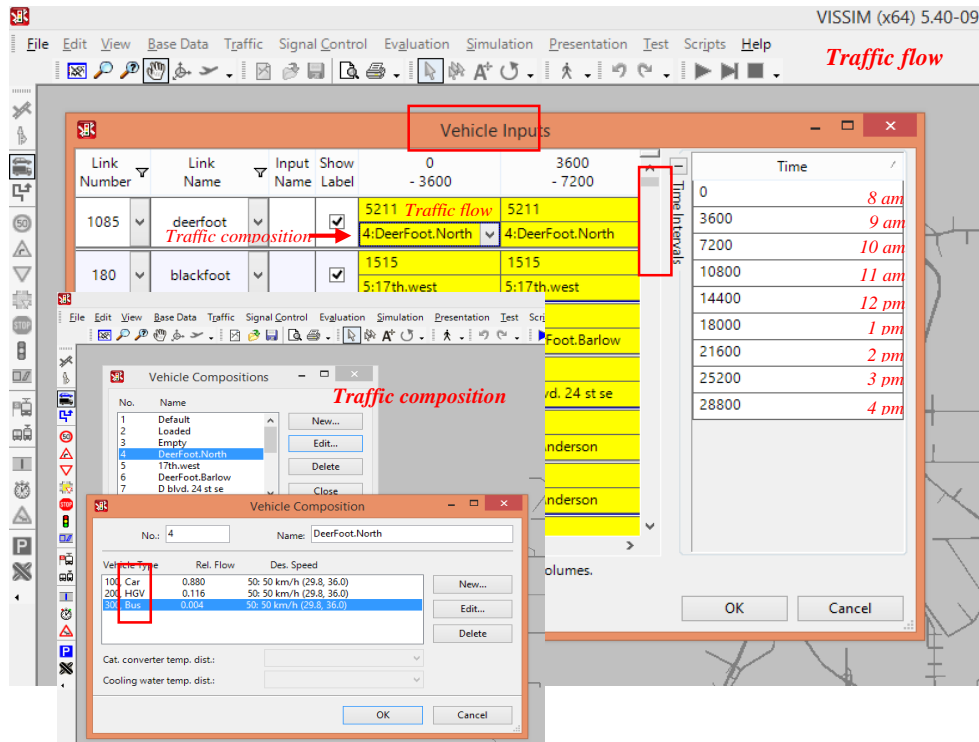 VISSIM (x64) 5.40-09
File Edit View Base Data Traffic Signal Control Evaluation Simulation Presentation Test Scripts Help
Traffic flow
Vehicle Inputs
Link Number Link Name Input Name Show Label 0 - 3600 3600 - 7200
1085 deerfoot 5211 Traffic flow 5211
Traffic composition 4:DeerFoot.North 4:DeerFoot.North
180 blackfoot 1515 1515
5:17th.west 5:17th.west
Foot.Barlow
vd. 24 st se
Anderson
Anderson
olumes.
Time Intervals
Time
0 8 am
3600 9 am
7200 10 am
10800 11 am
14400 12 pm
18000 1 pm
21600 2 pm
25200 3 pm
28800 4 pm
OK Cancel
File Edit View Base Data Traffic Signal Control Evaluation Simulation Presentation Test Scri
Vehicle Compositions
Traffic composition
No. Name
1 Default
2 Loaded
3 Empty
4 DeerFoot.North
5 17th.west
6 DeerFoot.Barlow
7 D blvd. 24 st se
New...
Edit...
Delete
Close
Vehicle Composition
No.: 4 Name: DeerFoot.North
Vehicle Type Rel. Flow Des. Speed
100, Car 0.880 50: 50 km/h (29.8, 36.0)
200, HGV 0.116 50: 50 km/h (29.8, 36.0)
300, Bus 0.004 50: 50 km/h (29.8, 36.0)
New...
Edit...
Delete
Cat. converter temp. dist.:
Cooling water temp. dist.:
OK Cancel